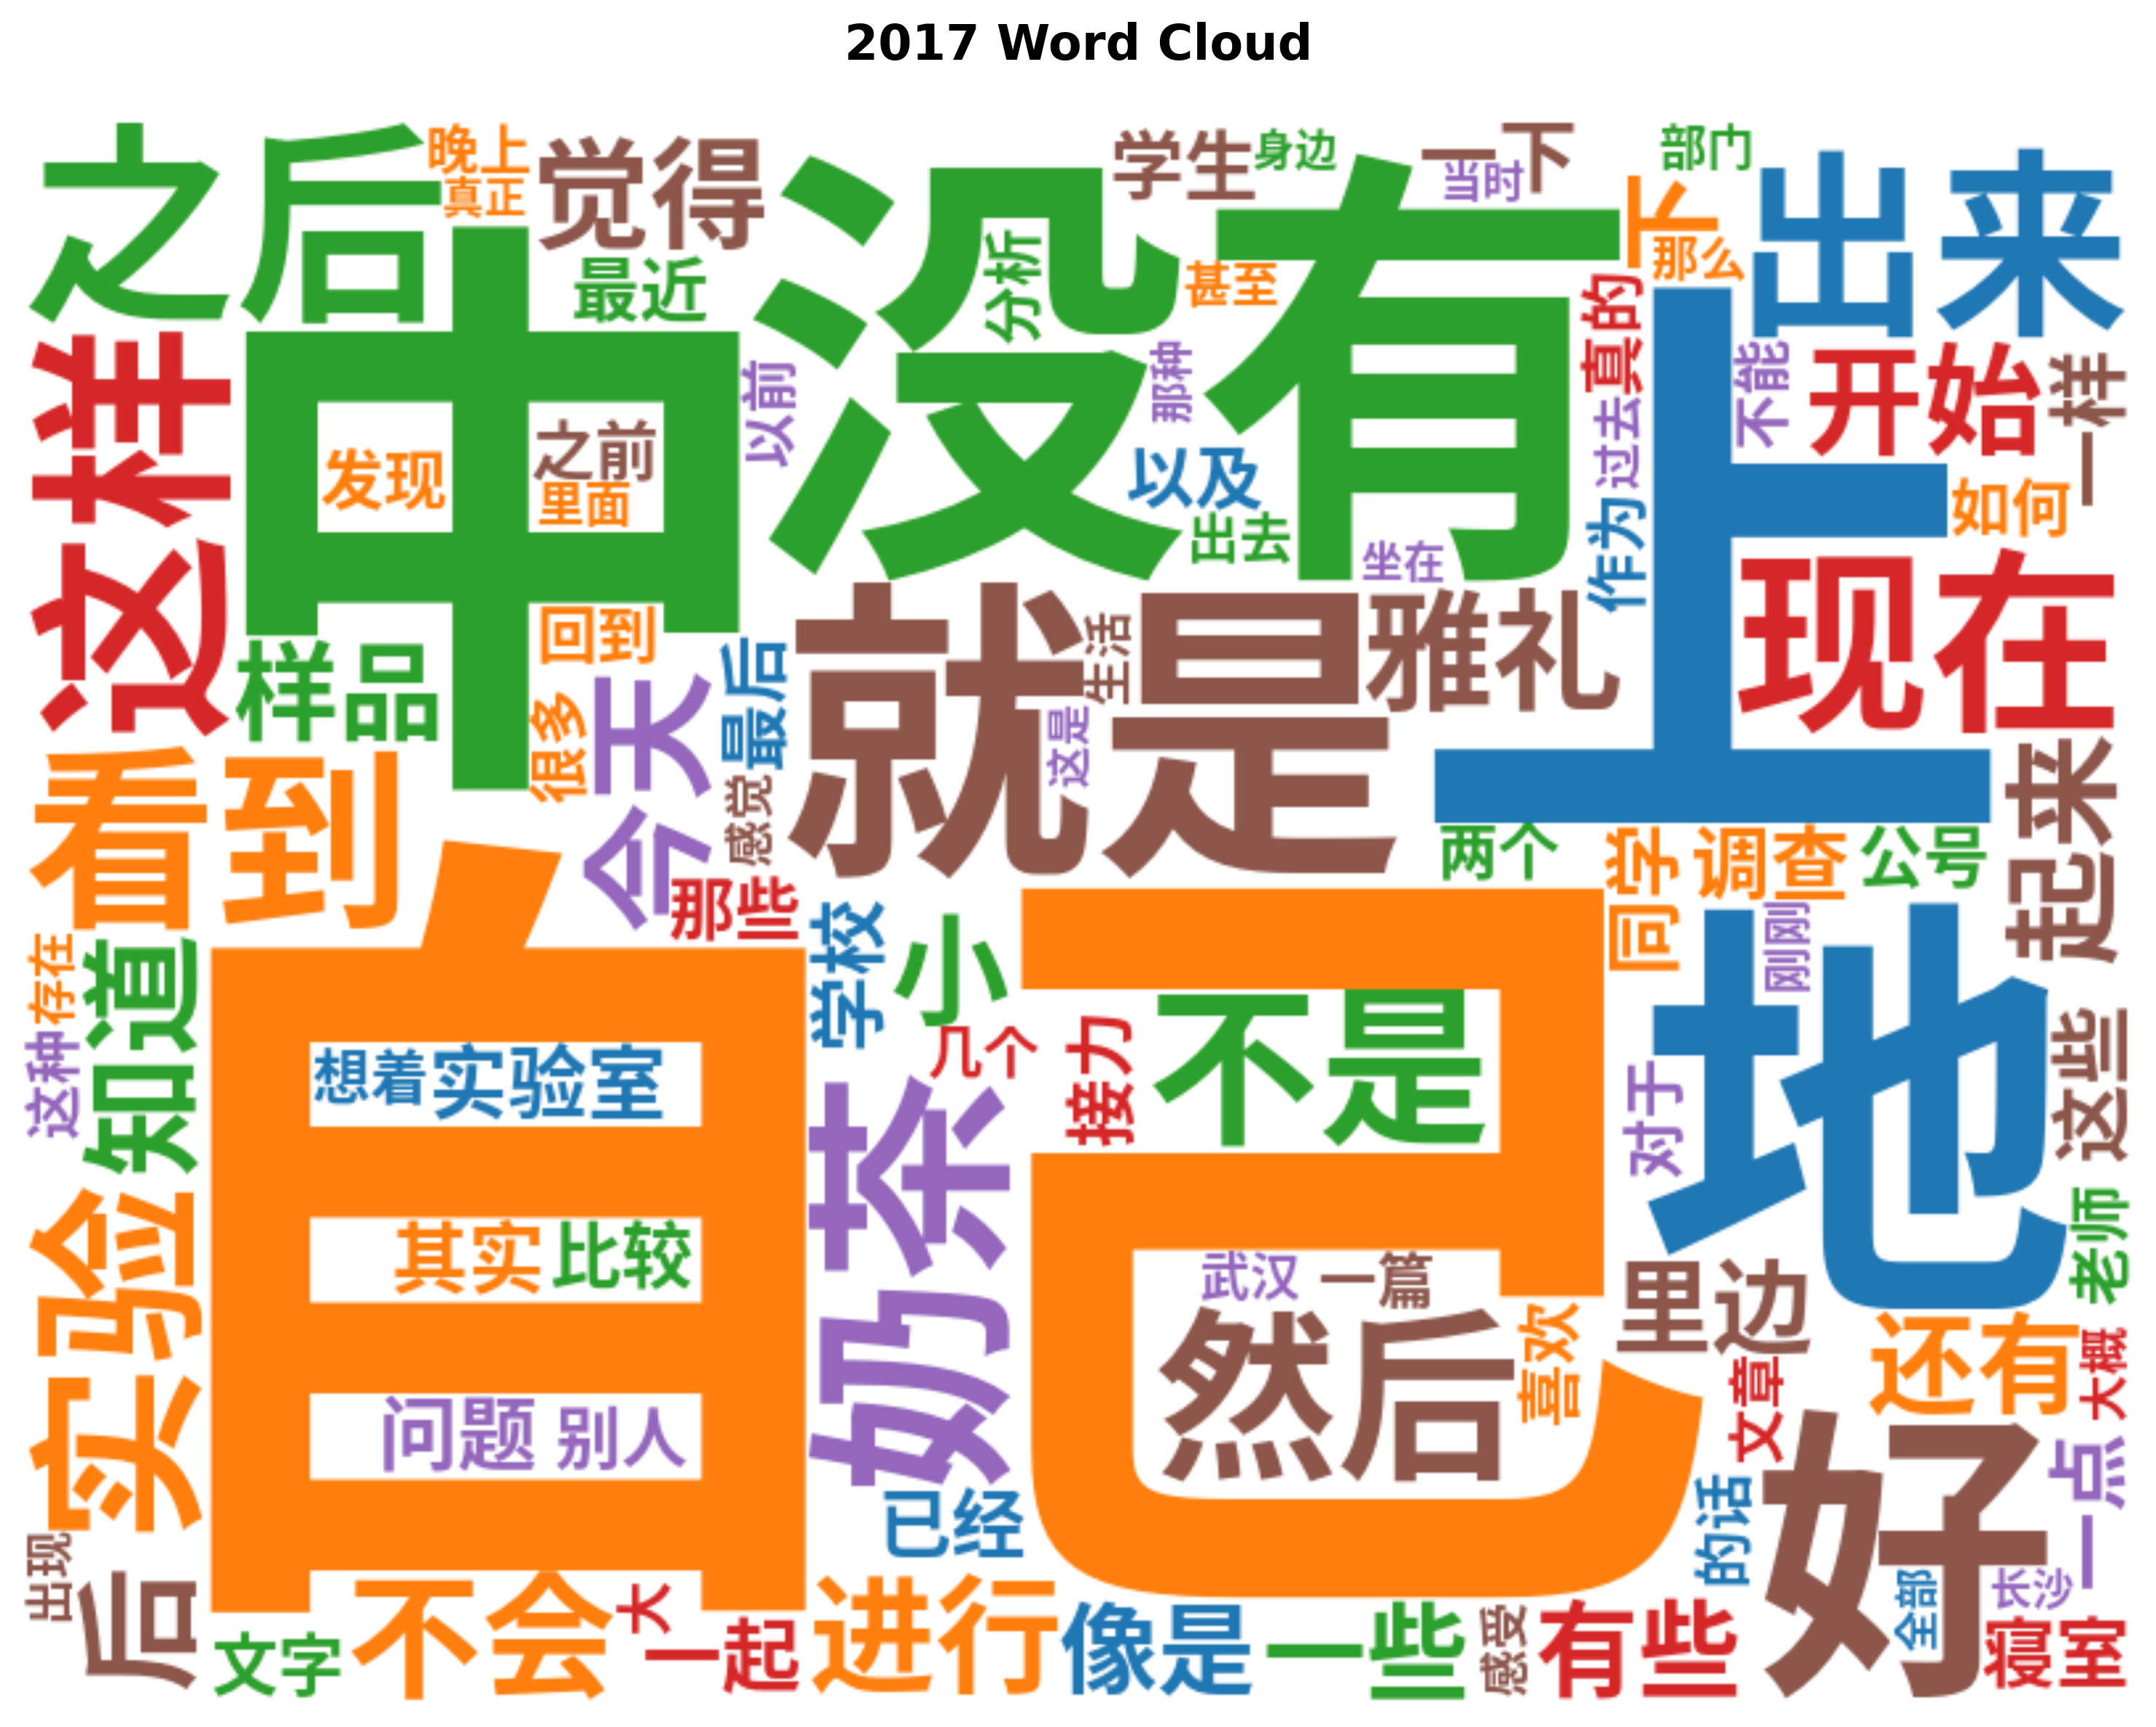 2017 Word Cloud
之后
晚上
真正
觉得
最近
没有
学生
身边
一下
当时
部门
下
那么
出来
分析
甚至
真的
这样
中
发现
之前
里面
以前
那种
以及
出去
坐在
过去
不能
开始
一样
如何
作为
上
现在
样品
回到
很多
今天
最后
感觉
就是
生活
这是
雅礼
看到
那些
两个
同学
调查
公号
起来
存在
知道
这种
自己
想着
实验室
其实
比较
问题
别人
学校
小
几个
接力
不是
刚刚
地
对于
这些
老师
实验
如果
武汉
一篇
然后
喜欢
里边
还有
大概
文章
已经
的话
好
一点
全部
长沙
出现
后
文字
不会
大
一起
进行
像是
一些
感受
有些
寝室